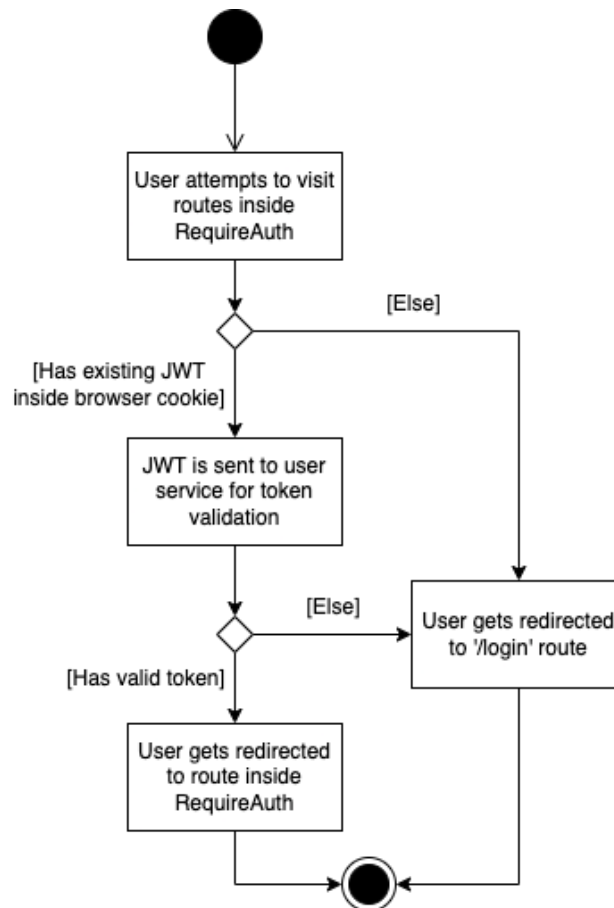 User attempts to visit
routes inside
RequireAuth
[Else]
[Has existing JWT
inside browser cookie]
JWT is sent to user
service for token
validation
[Else]
User gets redirected
to '/login' route
[Has valid token]
User gets redirected
to route inside
RequireAuth